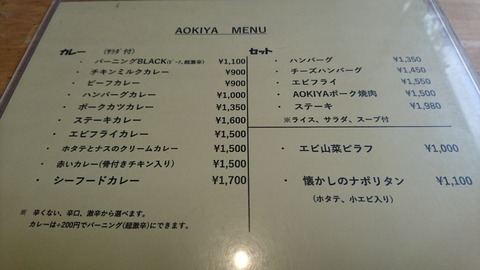 AOKIYA MENU
カレー (ｻﾗﾀﾞ付)
・ バーニングBLACK(ﾋﾞｰﾌ,超激辛) ¥1,100
・ チキンミルクカレー ¥900
・ ビーフカレー ¥900
・ ハンバーグカレー ¥1,000
・ ポークカツカレー ¥1,350
・ ステーキカレー ¥1,600
・ エビフライカレー ¥1,500
・ ホタテとナスのクリームカレー ¥1,500
・ 赤いカレー(骨付きチキン入り) ¥1,500
・ シーフードカレー ¥1,700
※ 辛くない、辛口、激辛から選べます。
カレーは+200円でバーニング(超激辛)にできます。
セット
・ ハンバーグ ¥1,350
・ チーズハンバーグ ¥1,450
・ エビフライ ¥1,550
・ AOKIYAポーク焼肉 ¥1,500
・ ステーキ ¥1,980
※ライス、サラダ、スープ付
・ エビ山菜ピラフ ¥1,000
・ 懐かしのナポリタン ¥1,100
(ホタテ、小エビ入り)